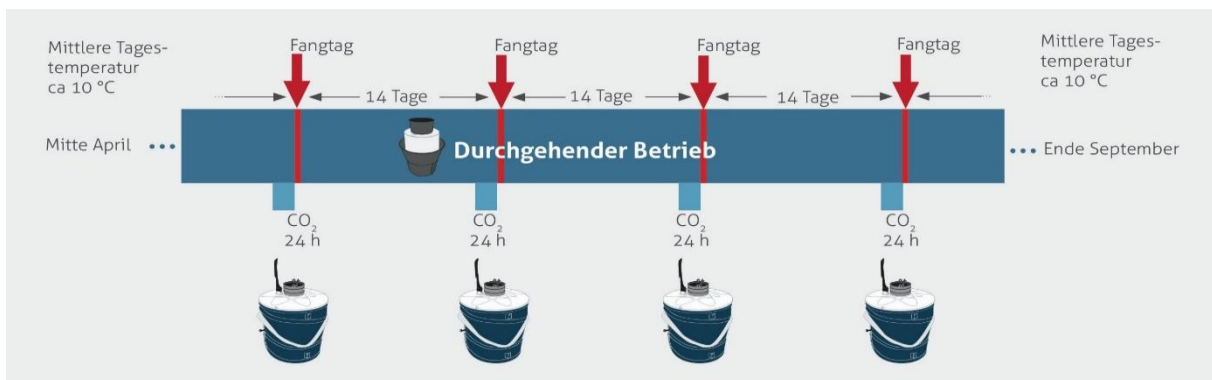 Mittlere Tages-
temperatur
ca 10 °C
Fangtag
Fangtag
Fangtag
Fangtag
Mittlere Tages-
temperatur
ca 10 °C
14 Tage
14 Tage
14 Tage
Mitte April
Durchgehender Betrieb
Ende September
CO₂
24 h
CO₂
24 h
CO₂
24 h
CO₂
24 h